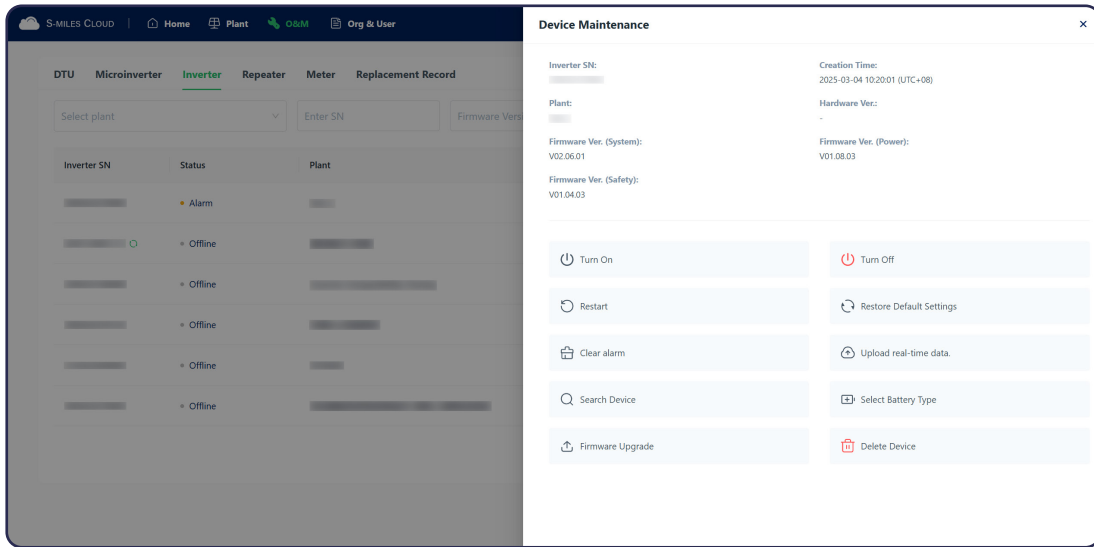 S-MILES CLOUD | Home Plant O&M Org & User
DTU Microinverter Inverter Repeater Meter Replacement Record
Select plant Enter SN Firmware Vers
Inverter SN Status Plant
Alarm
Offline
Offline
Offline
Offline
Offline
Device Maintenance
Inverter SN: Creation Time:
2025-03-04 10:20:01 (UTC+08)
Plant: Hardware Ver.:
-
Firmware Ver. (System): Firmware Ver. (Power):
V02.06.01 V01.08.03
Firmware Ver. (Safety):
V01.04.03
Turn On Turn Off
Restart Restore Default Settings
Clear alarm Upload real-time data.
Search Device Select Battery Type
Firmware Upgrade Delete Device